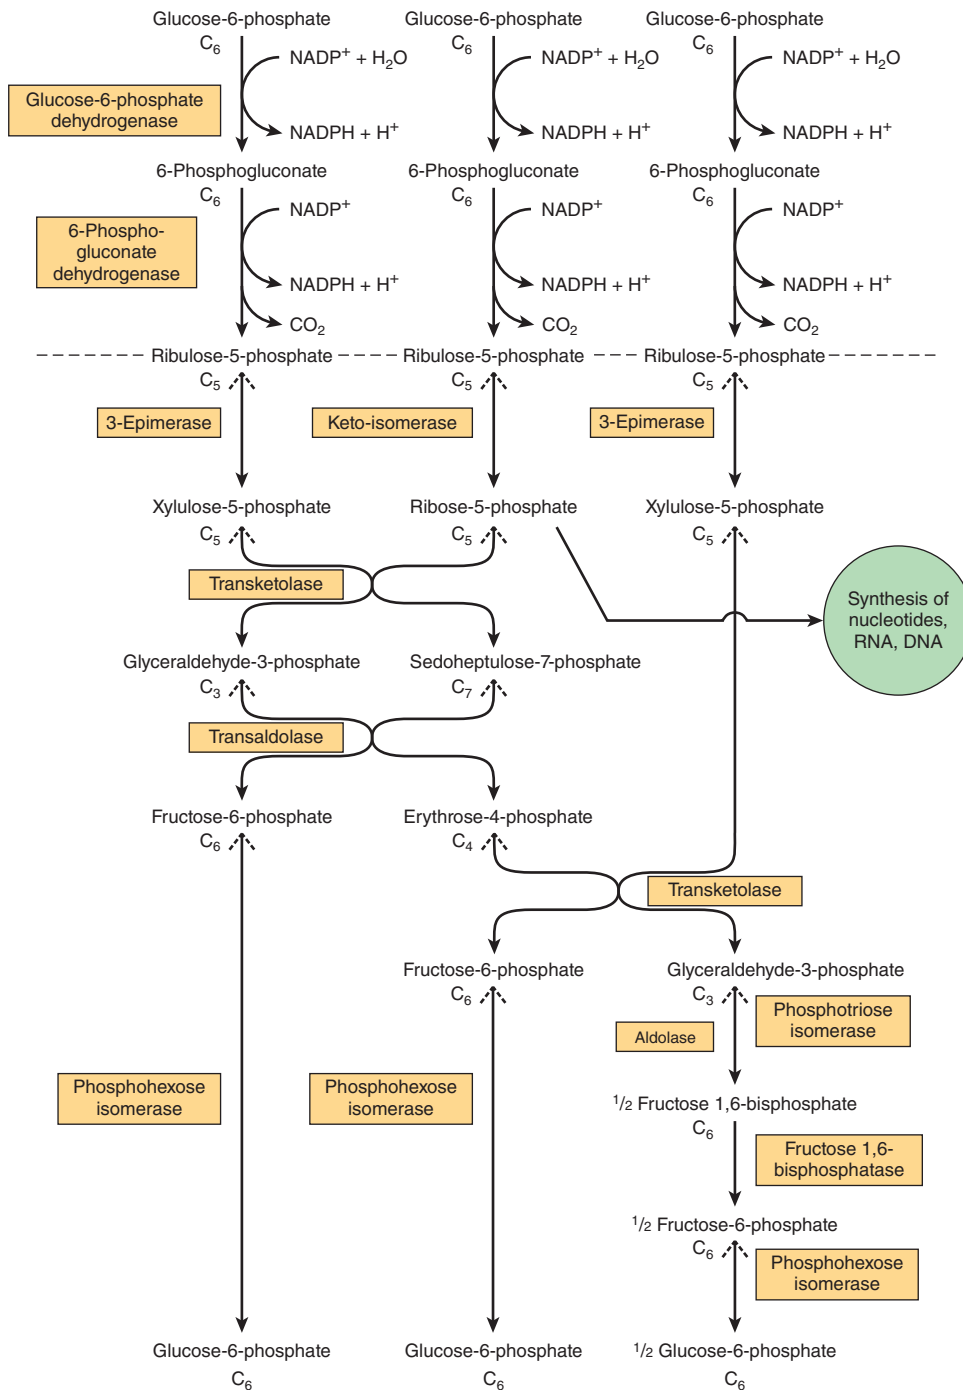 Glucose-6-phosphate Glucose-6-phosphate Glucose-6-phosphate
C6 C6 C6
NADP+ + H2O NADP+ + H2O NADP+ + H2O
Glucose-6-phosphate
dehydrogenase
NADPH + H+ NADPH + H+ NADPH + H+
6-Phosphogluconate 6-Phosphogluconate 6-Phosphogluconate
C6 C6 C6
NADP+ NADP+ NADP+
6-Phospho-
gluconate
dehydrogenase
NADPH + H+ NADPH + H+ NADPH + H+
CO2 CO2 CO2
Ribulose-5-phosphate Ribulose-5-phosphate Ribulose-5-phosphate
C5 C5 C5
3-Epimerase Keto-isomerase 3-Epimerase
Xylulose-5-phosphate Ribose-5-phosphate Xylulose-5-phosphate
C5 C5 C5
Transketolase
Synthesis of
nucleotides,
RNA, DNA
Glyceraldehyde-3-phosphate Sedoheptulose-7-phosphate
C3 C7
Transaldolase
Fructose-6-phosphate Erythrose-4-phosphate
C6 C4
Transketolase
Fructose-6-phosphate Glyceraldehyde-3-phosphate
C6 C3
Phosphotriose
isomerase
Aldolase
Phosphohexose
isomerase
Phosphohexose
isomerase
1/2 Fructose 1,6-bisphosphate
C6
Fructose 1,6-
bisphosphatase
1/2 Fructose-6-phosphate
C6
Phosphohexose
isomerase
Glucose-6-phosphate Glucose-6-phosphate 1/2 Glucose-6-phosphate
C6 C6 C6